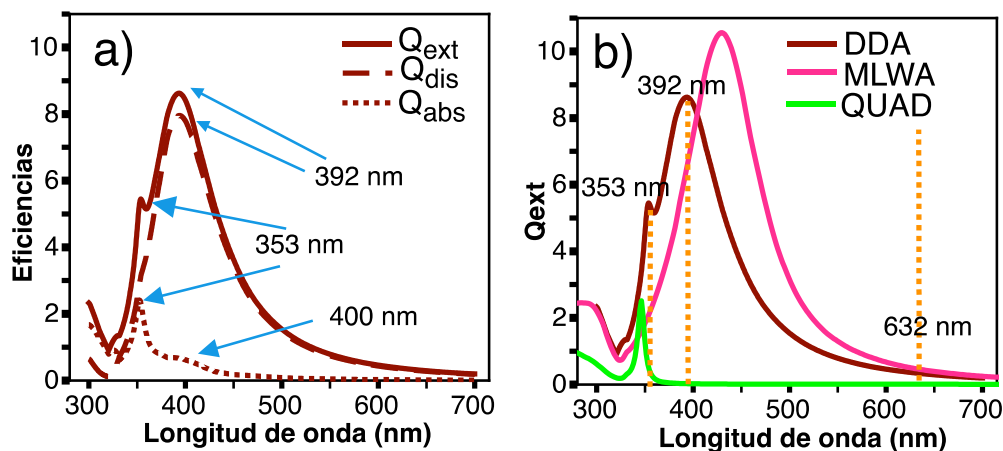 a)
Q_ext
Q_dis
Q_abs
392 nm
353 nm
400 nm
Eficiencias
10
8
6
4
2
0
300 400 500 600 700
Longitud de onda (nm)
b)
DDA
MLWA
QUAD
392 nm
353 nm
632 nm
Qext
10
8
6
4
2
0
300 400 500 600 700
Longitud de onda (nm)